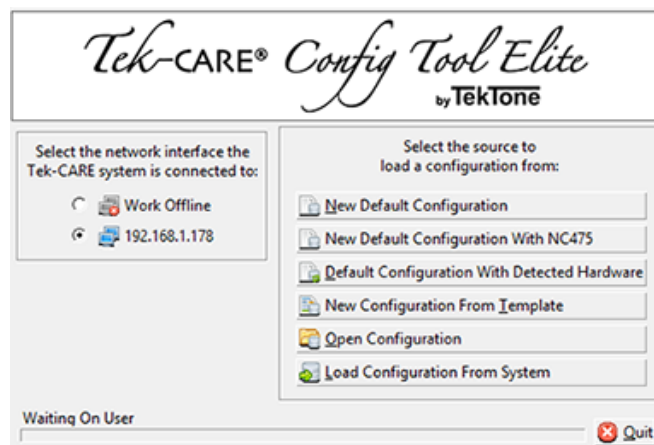 Tek-CARE® Config Tool Elite
by TekTone
Select the network interface the
Tek-CARE system is connected to:
Work Offline
192.168.1.178
Select the source to
load a configuration from:
New Default Configuration
New Default Configuration With NC475
Default Configuration With Detected Hardware
New Configuration From Template
Open Configuration
Load Configuration From System
Waiting On User
Quit